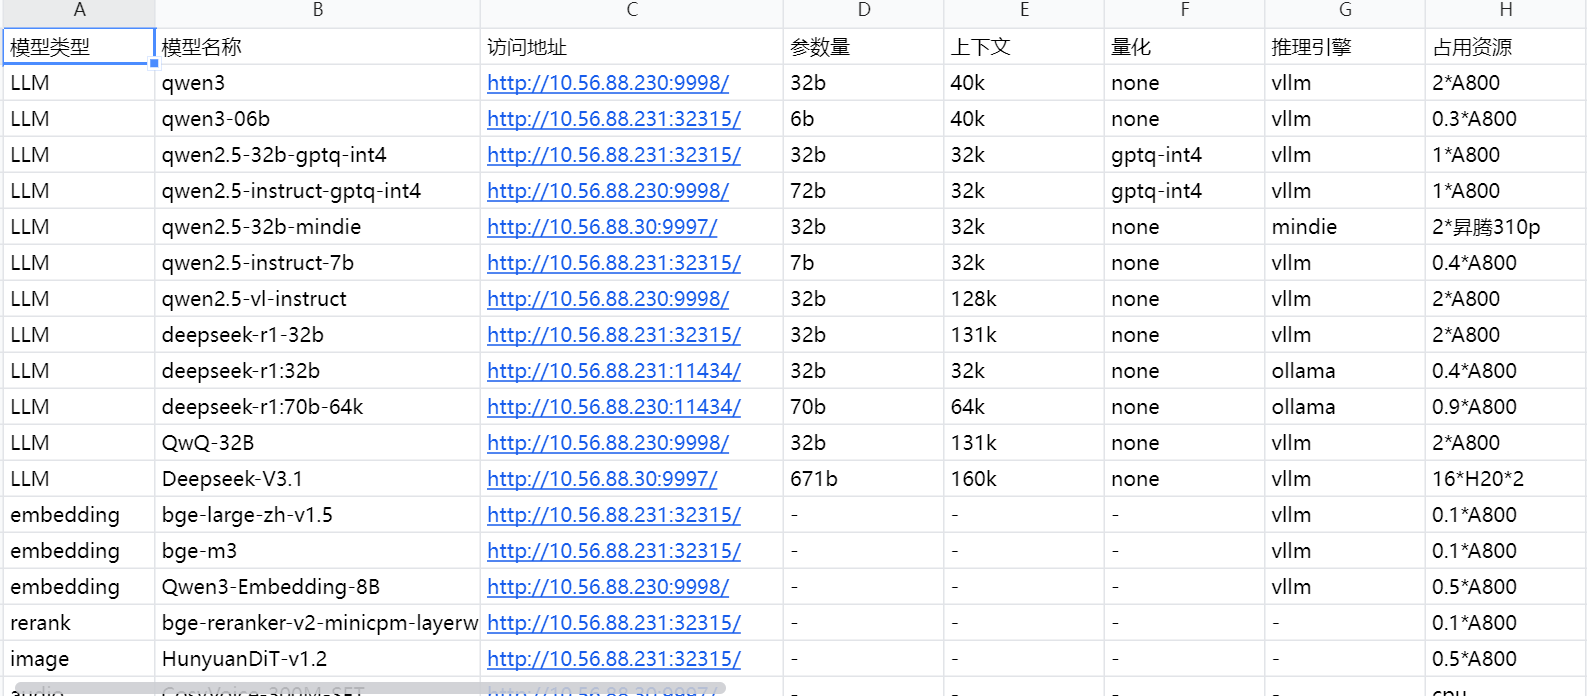 A B C D E F G H
模型类型 模型名称 访问地址 参数量 上下文 量化 推理引擎 占用资源
LLM qwen3 http://10.56.88.230:9998/ 32b 40k none vllm 2*A800
LLM qwen3-06b http://10.56.88.231:32315/ 6b 40k none vllm 0.3*A800
LLM qwen2.5-32b-gptq-int4 http://10.56.88.231:32315/ 32b 32k gptq-int4 vllm 1*A800
LLM qwen2.5-instruct-gptq-int4 http://10.56.88.230:9998/ 72b 32k gptq-int4 vllm 1*A800
LLM qwen2.5-32b-mindie http://10.56.88.30:9997/ 32b 32k none mindie 2*昇腾310p
LLM qwen2.5-instruct-7b http://10.56.88.231:32315/ 7b 32k none vllm 0.4*A800
LLM qwen2.5-vl-instruct http://10.56.88.230:9998/ 32b 128k none vllm 2*A800
LLM deepseek-r1-32b http://10.56.88.231:32315/ 32b 131k none vllm 2*A800
LLM deepseek-r1:32b http://10.56.88.231:11434/ 32b 32k none ollama 0.4*A800
LLM deepseek-r1:70b-64k http://10.56.88.230:11434/ 70b 64k none ollama 0.9*A800
LLM QwQ-32B http://10.56.88.230:9998/ 32b 131k none vllm 2*A800
LLM Deepseek-V3.1 http://10.56.88.30:9997/ 671b 160k none vllm 16*H20*2
embedding bge-large-zh-v1.5 http://10.56.88.231:32315/ - - - vllm 0.1*A800
embedding bge-m3 http://10.56.88.231:32315/ - - - vllm 0.1*A800
embedding Qwen3-Embedding-8B http://10.56.88.230:9998/ - - - vllm 0.5*A800
rerank bge-reranker-v2-minicpm-layerw http://10.56.88.231:32315/ - - - - 0.1*A800
image HunyuanDiT-v1.2 http://10.56.88.231:32315/ - - - - 0.5*A800
- - - - cpu